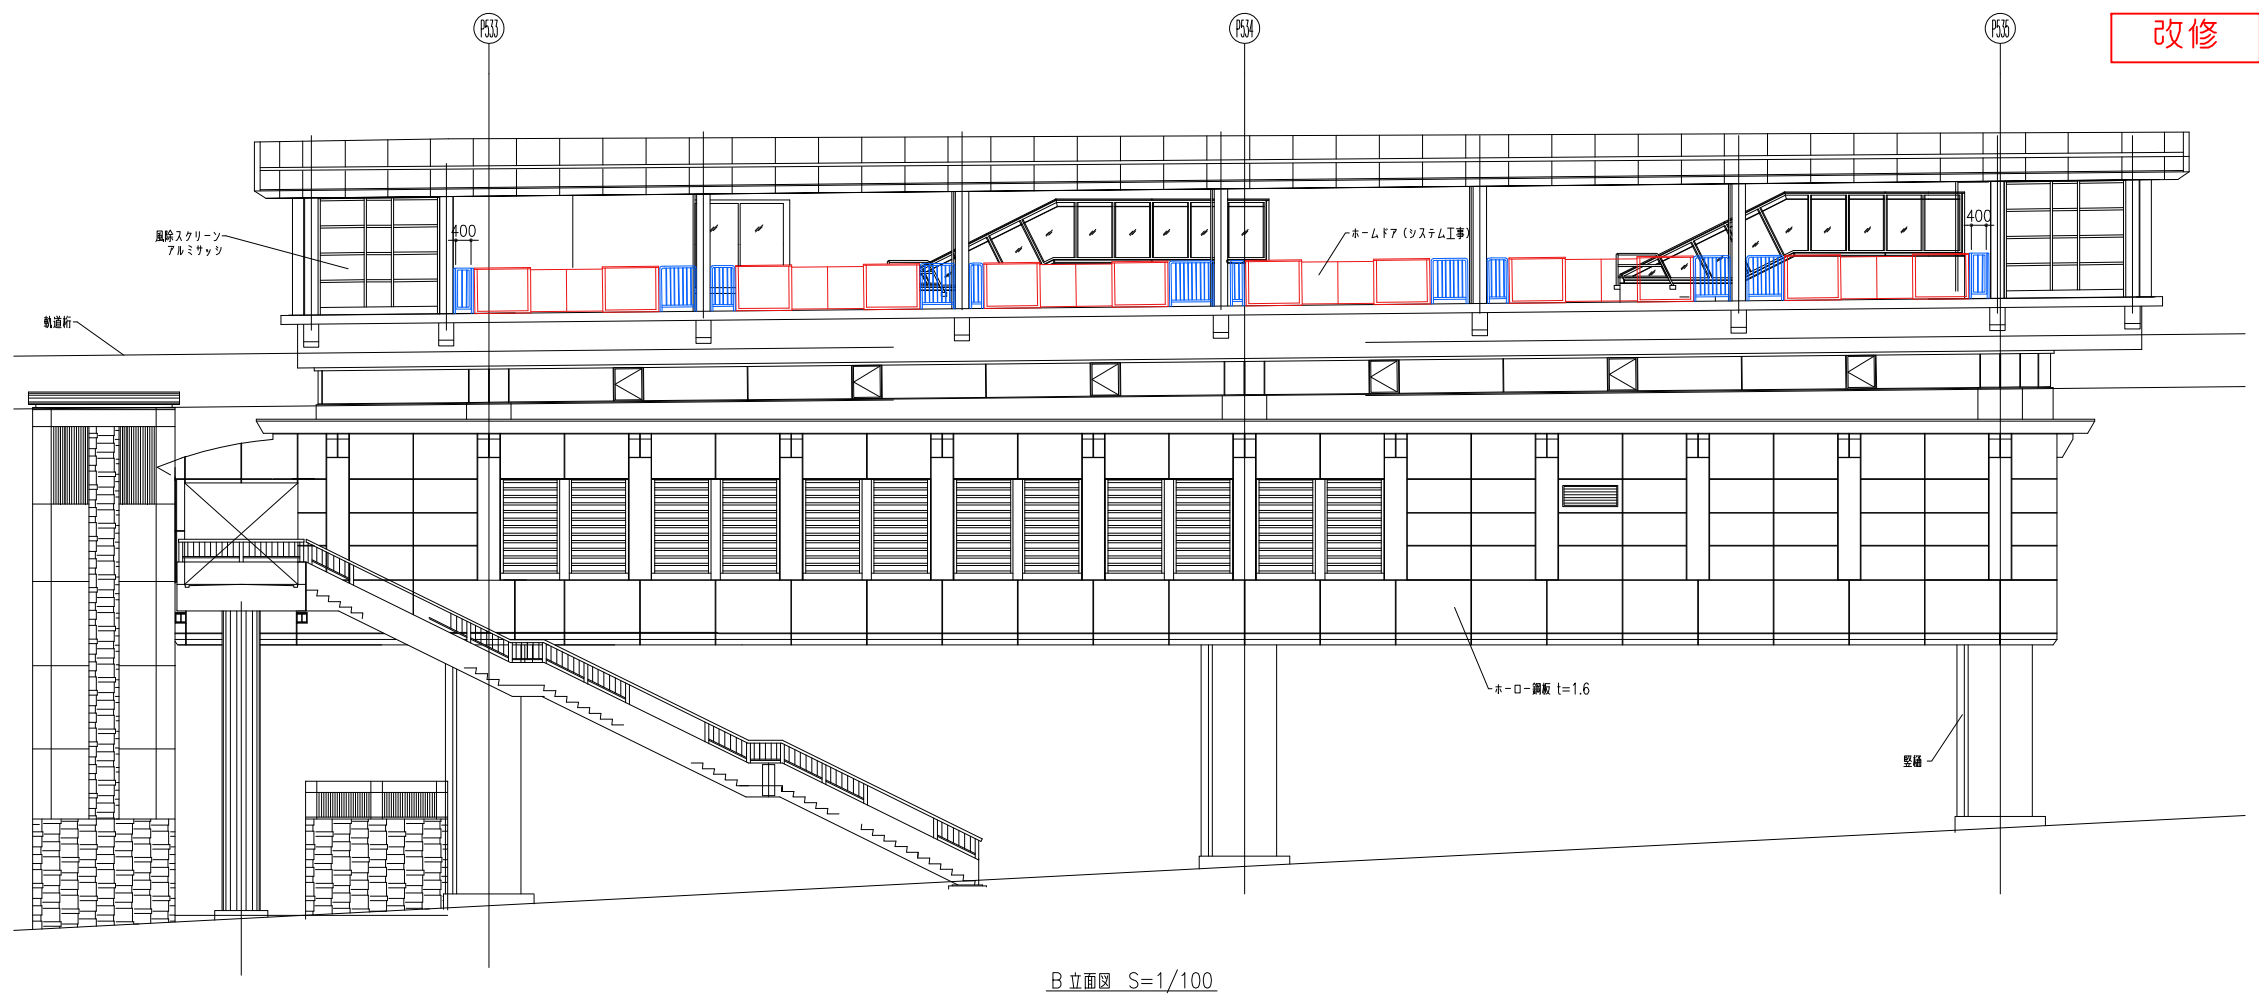 P533
P534
P535
改修
風除スクリーン
アルミサッシ
400
ホームドア（システム工事）
400
軌道桁
ホーロー鋼板 t=1.6
竪樋
B 立面図 S=1/100